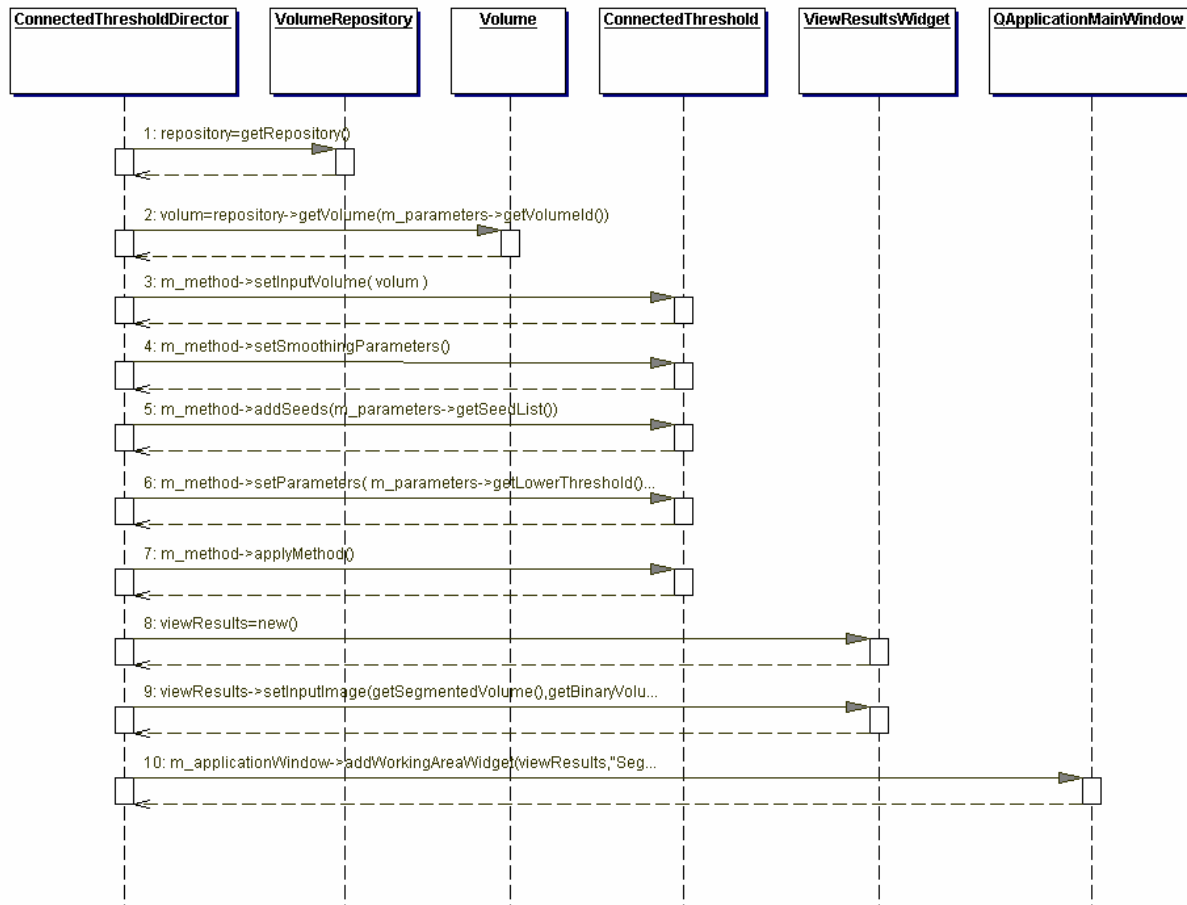 ConnectedThresholdDirector
VolumeRepository
Volume
ConnectedThreshold
ViewResultsWidget
QApplicationMainWindow
1: repository=getRepository()
2: volum=repository->getVolume(m_parameters->getVolumeId())
3: m_method->setInputVolume( volum )
4: m_method->setSmoothingParameters()
5: m_method->addSeeds(m_parameters->getSeedList())
6: m_method->setParameters( m_parameters->getLowerThreshold()...
7: m_method->applyMethod()
8: viewResults=new()
9: viewResults->setInputImage(getSegmentedVolume(),getBinaryVolu...
10: m_applicationWindow->addWorkingAreaWidget(viewResults,"Seg...